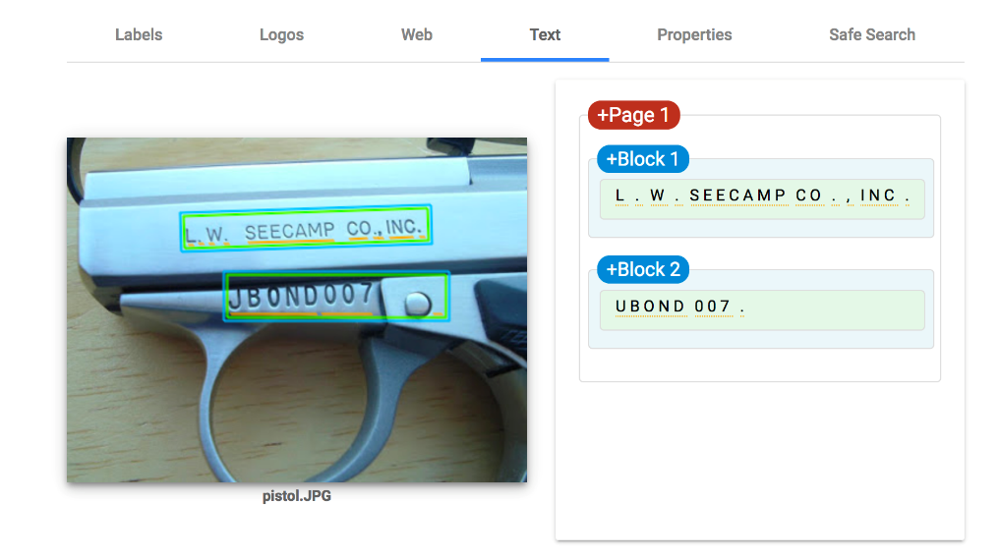 Labels
Logos
Web
Text
Properties
Safe Search
L. W. SEECAMP CO., INC.
JBOND007
pistol.JPG
+Page 1
+Block 1
L . W . SEECAMP CO . , INC .
+Block 2
UBOND 007 .